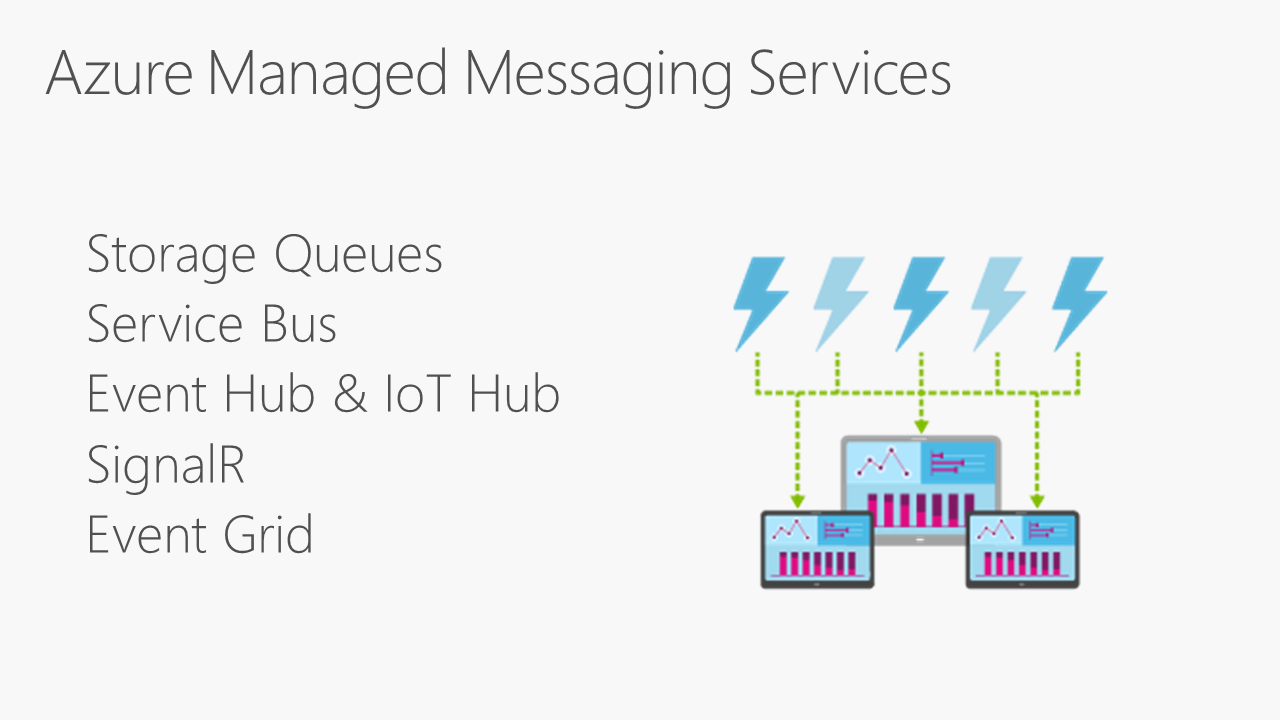 Azure Managed Messaging Services
Storage Queues
Service Bus
Event Hub & IoT Hub
SignalR
Event Grid